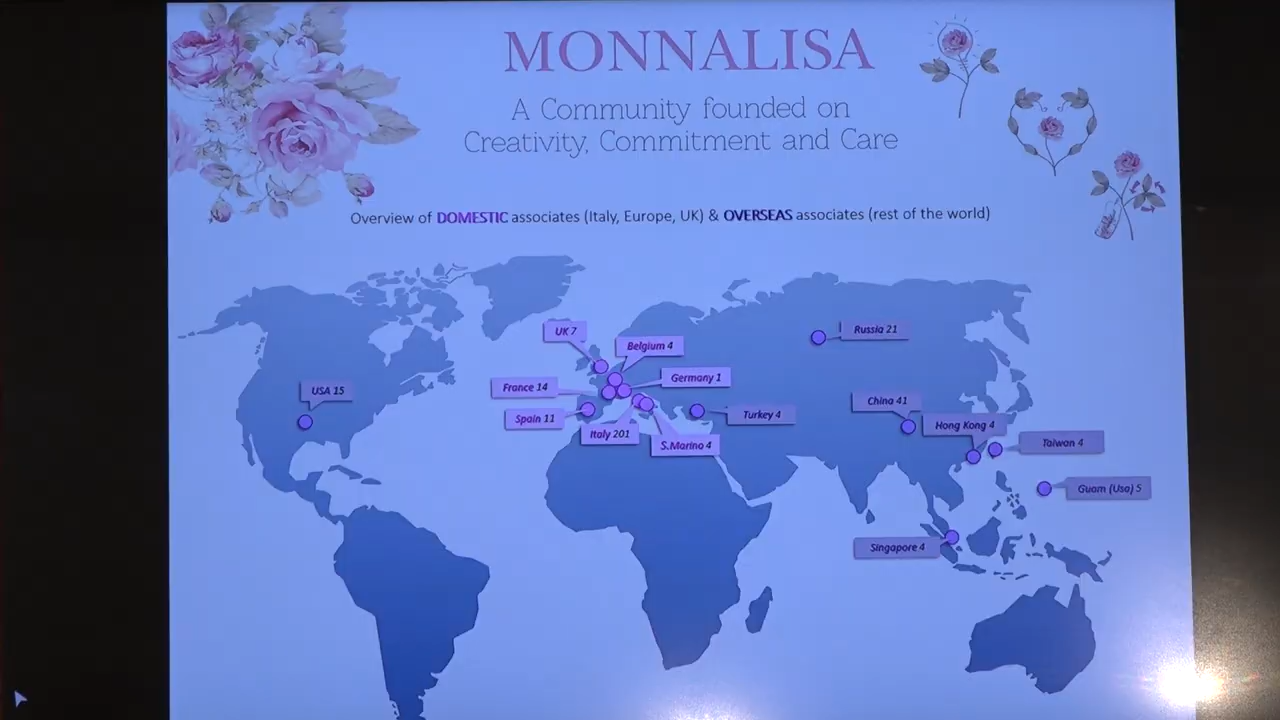 MONNALISA
A Community founded on
Creativity, Commitment and Care
Overview of DOMESTIC associates (Italy, Europe, UK) & OVERSEAS associates (rest of the world)
UK 7
Belgium 4
Russia 21
Germany 1
France 14
USA 15
China 41
Spain 11
Turkey 4
Hong Kong 4
Italy 201
S.Marino 4
Taiwan 4
Guam (Usa) 5
Singapore 4